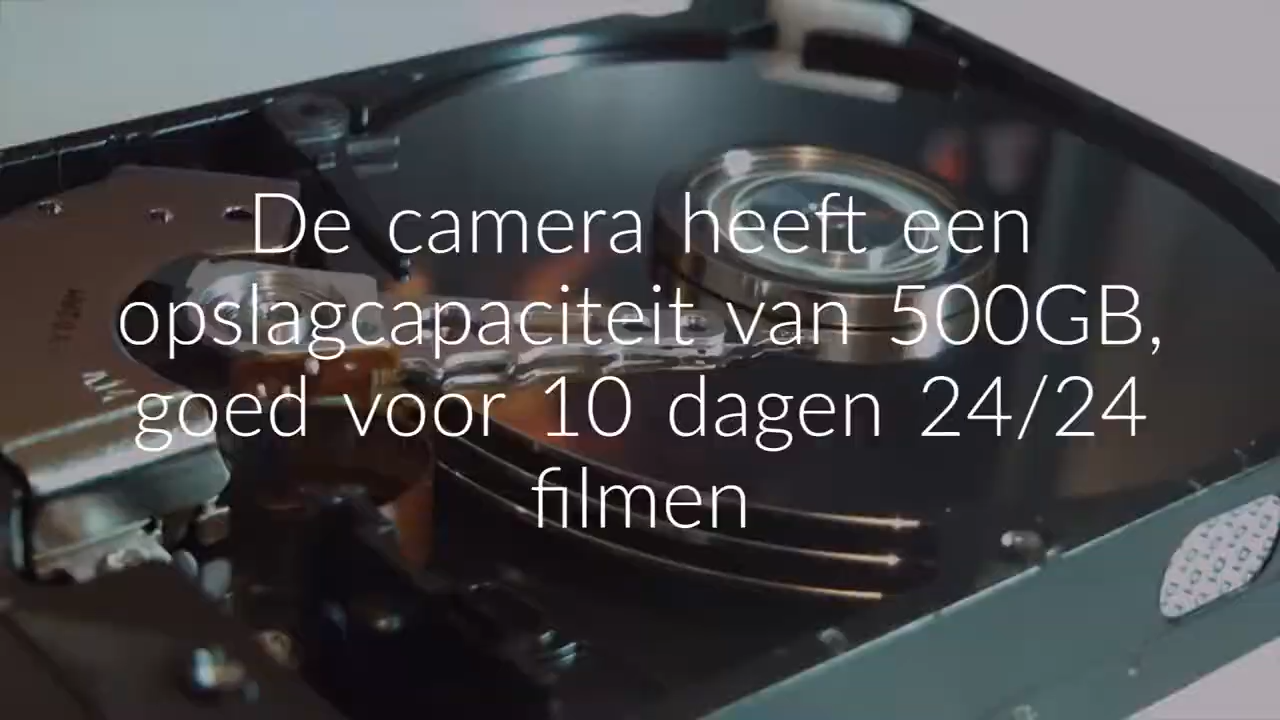 De camera heeft een
opslagcapaciteit van 500GB,
goed voor 10 dagen 24/24
filmen